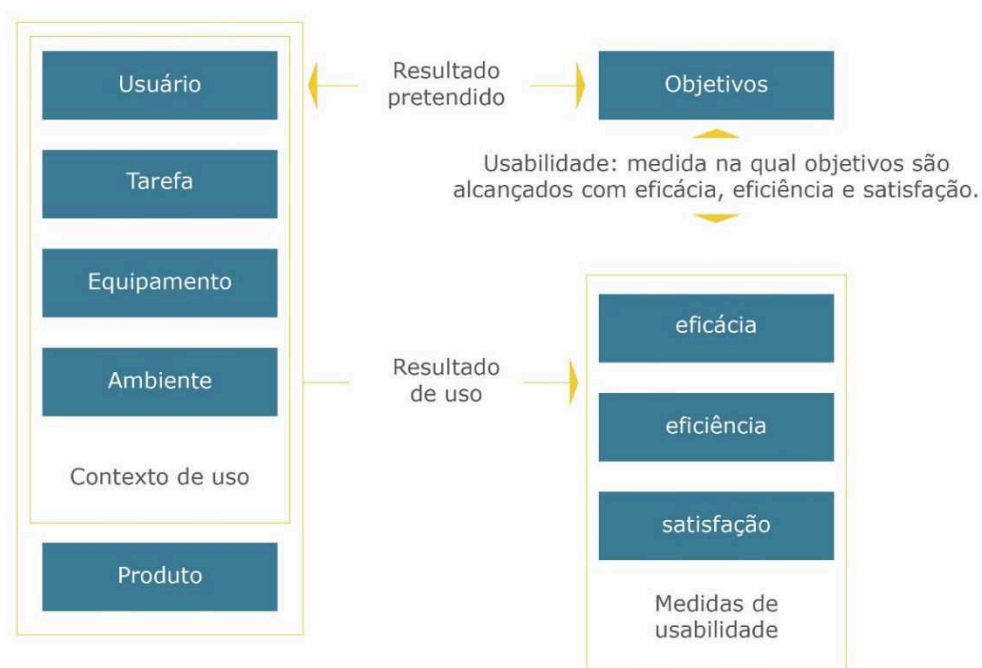 Usuário
Resultado
pretendido
Objetivos
Tarefa
Usabilidade: medida na qual objetivos são
alcançados com eficácia, eficiência e satisfação.
Equipamento
Ambiente
Resultado
de uso
eficácia
eficiência
satisfação
Contexto de uso
Produto
Medidas de
usabilidade